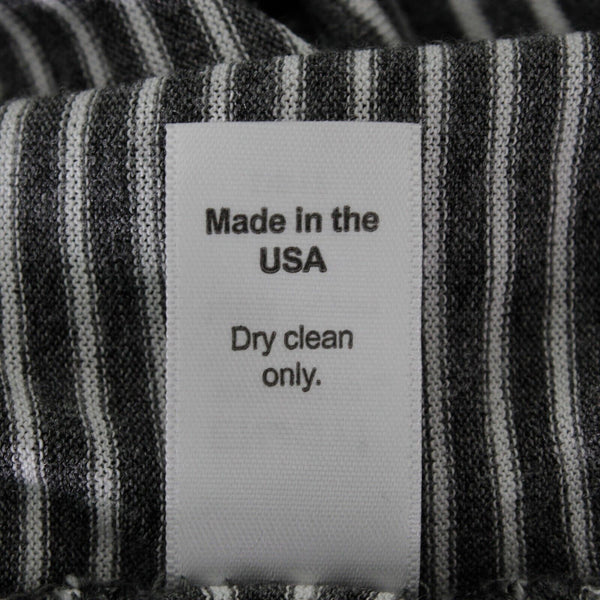 Made in the
USA
Dry clean
only.